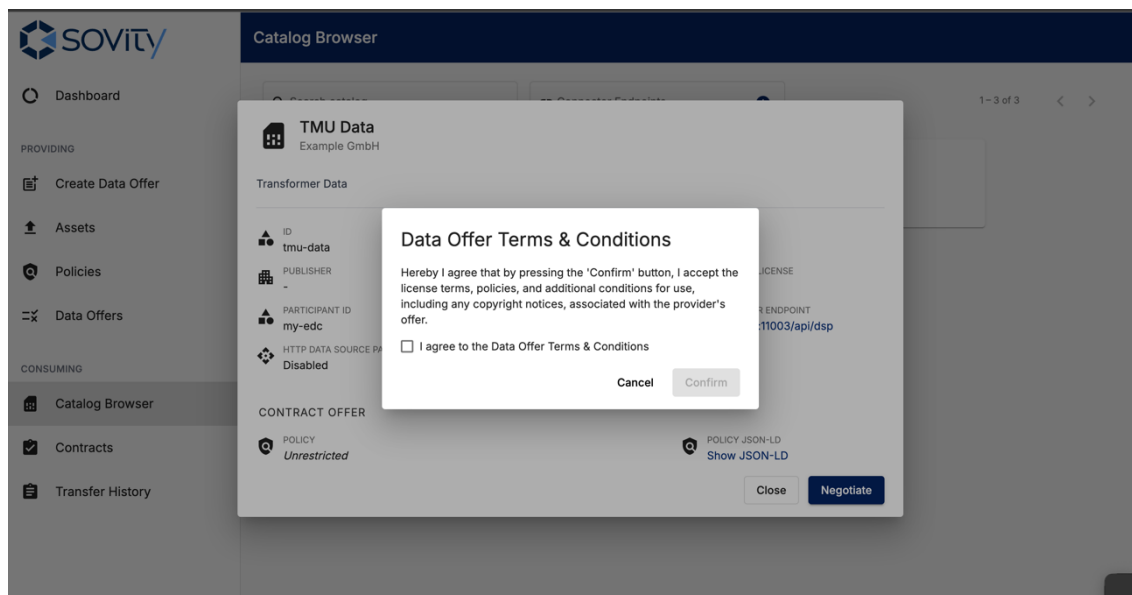 SOVITY
Catalog Browser
Dashboard
Search catalog
Connector Endpoints
1 – 3 of 3
PROVIDING
Create Data Offer
Assets
Policies
Data Offers
CONSUMING
Catalog Browser
Contracts
Transfer History
TMU Data
Example GmbH
Transformer Data
ID
tmu-data
PUBLISHER
-
LICENSE
PARTICIPANT ID
my-edc
ENDPOINT
:11003/api/dsp
HTTP DATA SOURCE
Disabled
Data Offer Terms & Conditions
Hereby I agree that by pressing the 'Confirm' button, I accept the
license terms, policies, and additional conditions for use,
including any copyright notices, associated with the provider's
offer.
I agree to the Data Offer Terms & Conditions
Cancel
Confirm
CONTRACT OFFER
POLICY
Unrestricted
POLICY JSON-LD
Show JSON-LD
Close
Negotiate